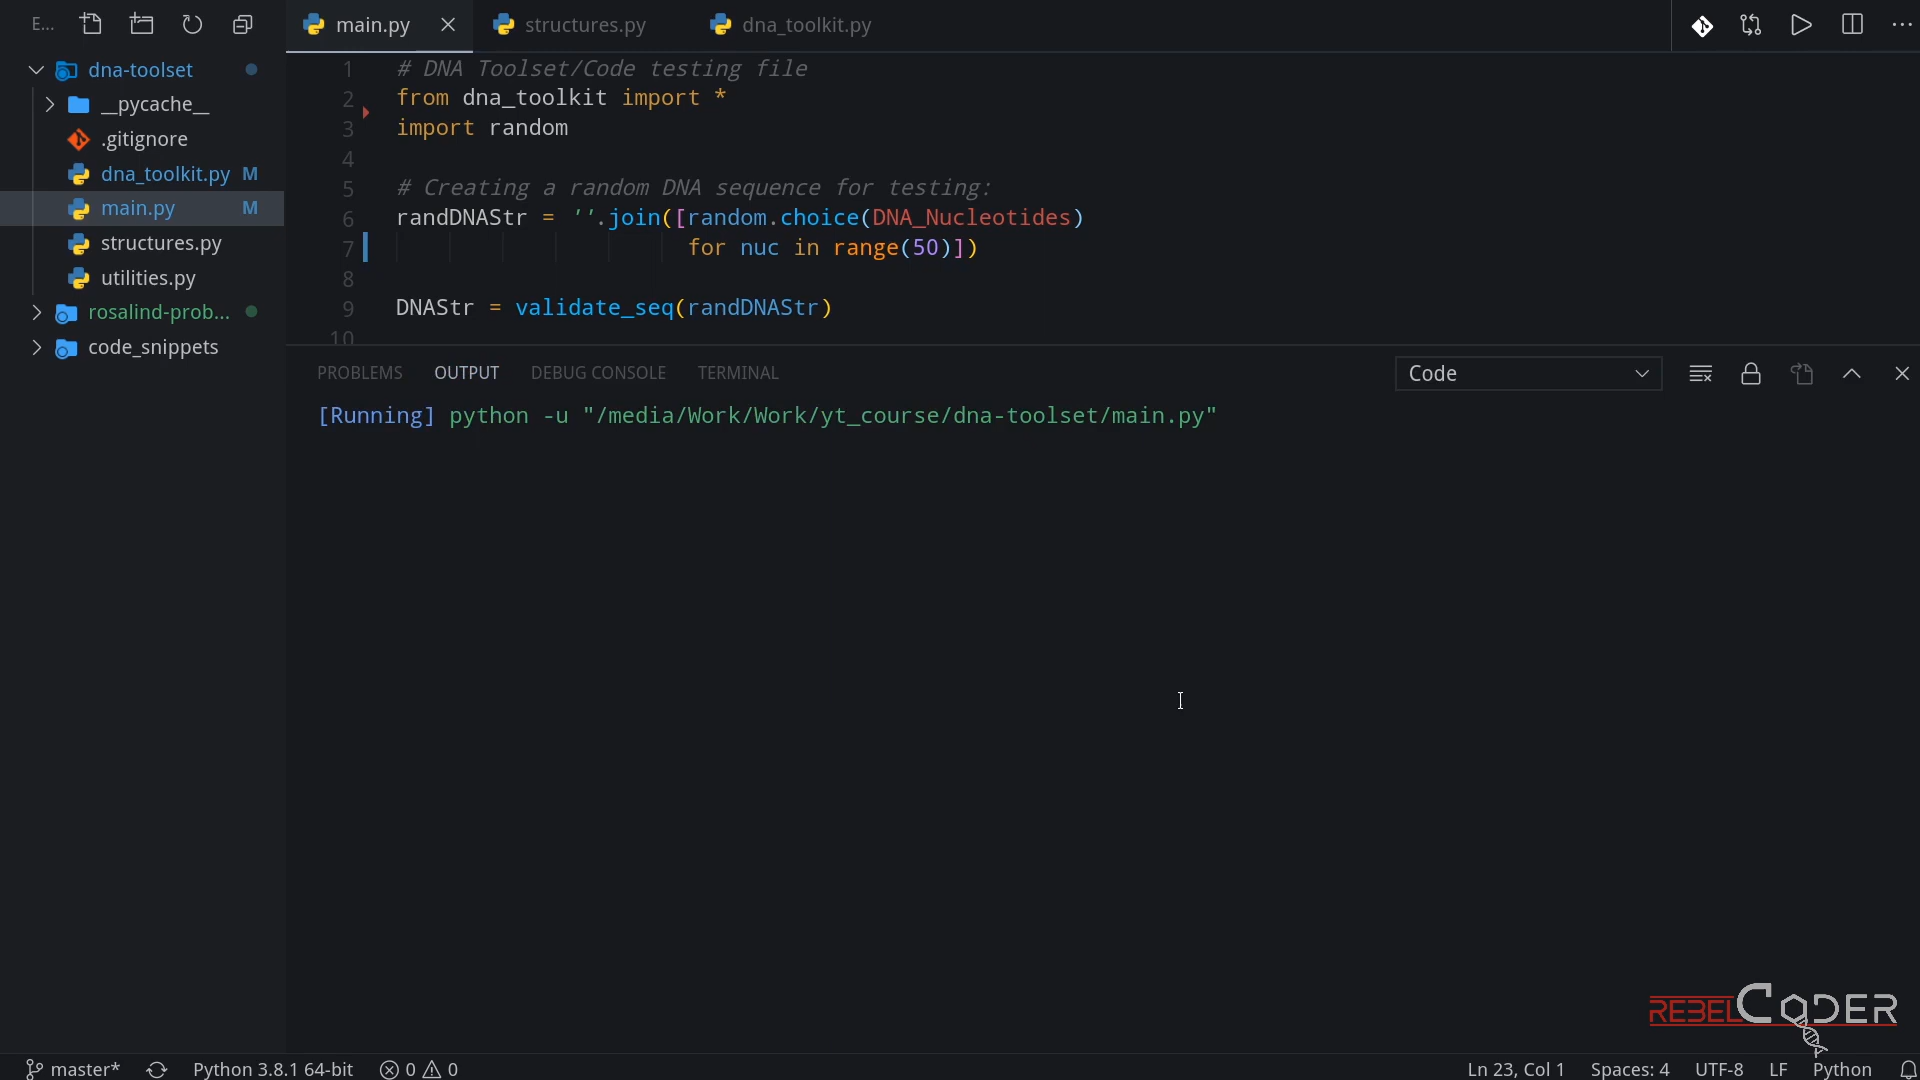 E...
main.py
structures.py
dna_toolkit.py
dna-toolset
__pycache__
.gitignore
dna_toolkit.py M
main.py M
structures.py
utilities.py
rosalind-prob...
code_snippets
1 # DNA Toolset/Code testing file
2 from dna_toolkit import *
3 import random
4
5 # Creating a random DNA sequence for testing:
6 randDNAStr = ''.join([random.choice(DNA_Nucleotides)
7 for nuc in range(50)])
8
9 DNAStr = validate_seq(randDNAStr)
10
PROBLEMS OUTPUT DEBUG CONSOLE TERMINAL
Code
[Running] python -u "/media/Work/Work/yt_course/dna-toolset/main.py"
REBELCODER
master* Python 3.8.1 64-bit 0 0 Ln 23, Col 1 Spaces: 4 UTF-8 LF Python